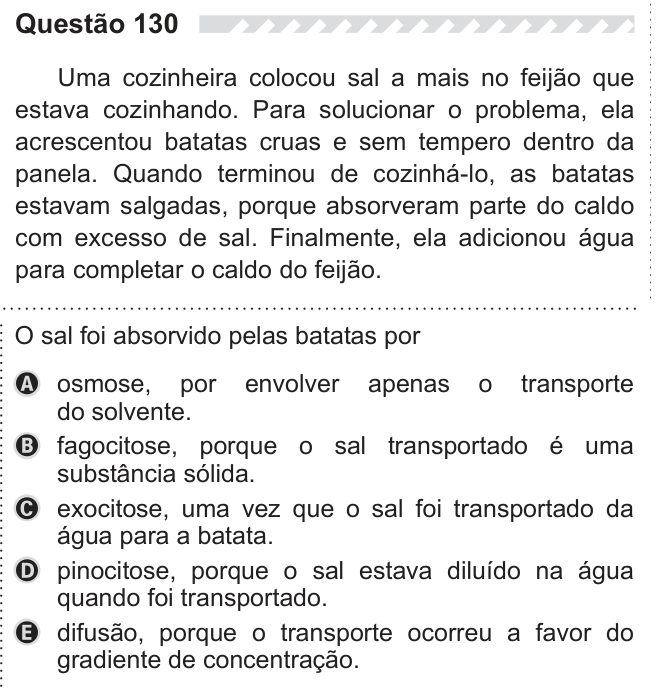 Questão 130
Uma cozinheira colocou sal a mais no feijão que
estava cozinhando. Para solucionar o problema, ela
acrescentou batatas cruas e sem tempero dentro da
panela. Quando terminou de cozinhá-lo, as batatas
estavam salgadas, porque absorveram parte do caldo
com excesso de sal. Finalmente, ela adicionou água
para completar o caldo do feijão.
O sal foi absorvido pelas batatas por
A osmose, por envolver apenas o transporte
do solvente.
B fagocitose, porque o sal transportado é uma
substância sólida.
C exocitose, uma vez que o sal foi transportado da
água para a batata.
D pinocitose, porque o sal estava diluído na água
quando foi transportado.
E difusão, porque o transporte ocorreu a favor do
gradiente de concentração.